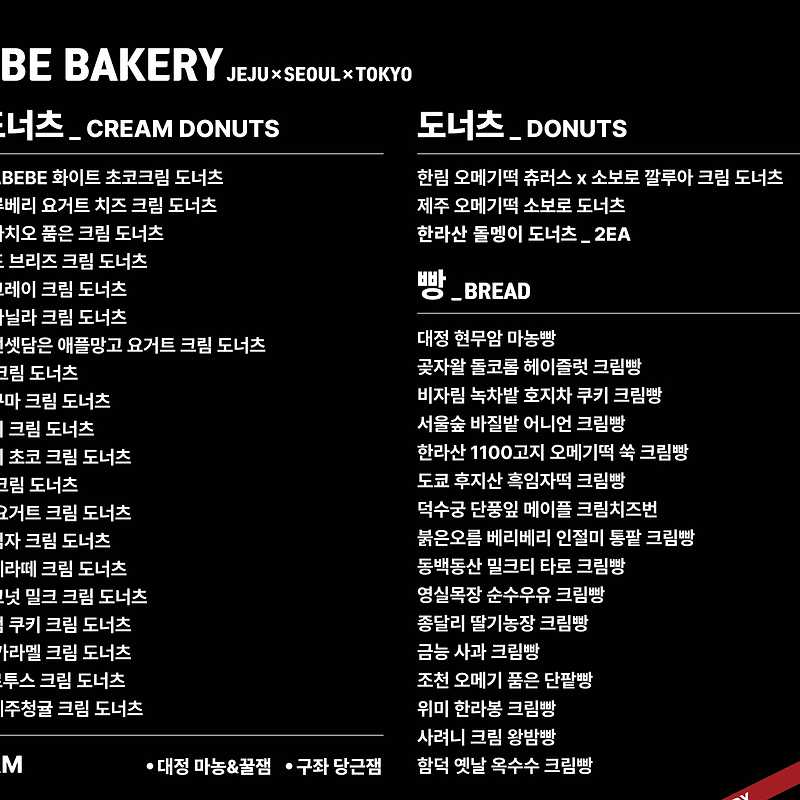 BE BAKERY JEJU×SEOUL×TOKYO
도너츠 _ CREAM DONUTS
BEBE 화이트 초코크림 도너츠
베리 요거트 치즈 크림 도너츠
치오 품은 크림 도너츠
브리즈 크림 도너츠
그레이 크림 도너츠
닐라 크림 도너츠
선셋담은 애플망고 요거트 크림 도너츠
크림 도너츠
구마 크림 도너츠
크림 도너츠
초코 크림 도너츠
크림 도너츠
요거트 크림 도너츠
자 크림 도너츠
라떼 크림 도너츠
넛 밀크 크림 도너츠
쿠키 크림 도너츠
카라멜 크림 도너츠
투스 크림 도너츠
제주청귤 크림 도너츠
AM
• 대정 마농&꿀잼 • 구좌 당근잼
도너츠 _ DONUTS
한림 오메기떡 츄러스 x 소보로 깔루아 크림 도너츠
제주 오메기떡 소보로 도너츠
한라산 돌멩이 도너츠 _ 2EA
빵 _ BREAD
대정 현무암 마농빵
곶자왈 돌코롬 헤이즐럿 크림빵
비자림 녹차밭 호지차 쿠키 크림빵
서울숲 바질밭 어니언 크림빵
한라산 1100고지 오메기떡 쑥 크림빵
도쿄 후지산 흑임자떡 크림빵
덕수궁 단풍잎 메이플 크림치즈번
붉은오름 베리베리 인절미 통팥 크림빵
동백동산 밀크티 타로 크림빵
영실목장 순수우유 크림빵
종달리 딸기농장 크림빵
금능 사과 크림빵
조천 오메기 품은 단팥빵
위미 한라봉 크림빵
사려니 크림 왕밤빵
함덕 옛날 옥수수 크림빵